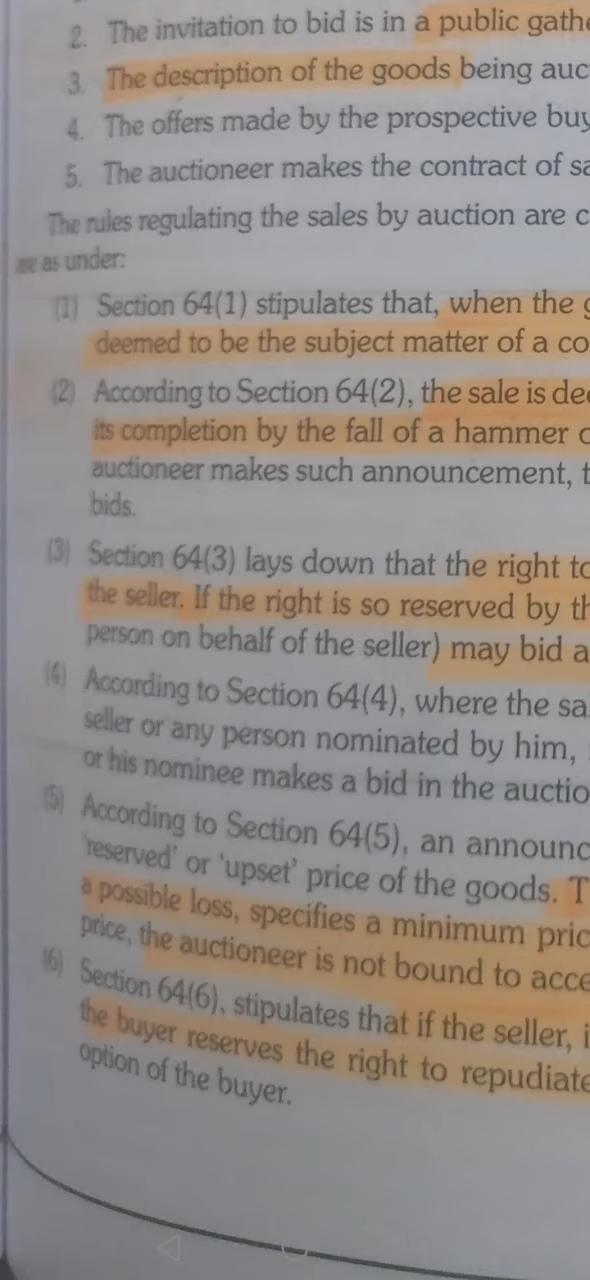 2. The invitation to bid is in a public gath
3. The description of the goods being auc
4. The offers made by the prospective buy
5. The auctioneer makes the contract of sa
The rules regulating the sales by auction are c
are as under:
(1) Section 64(1) stipulates that, when the g
deemed to be the subject matter of a co
(2) According to Section 64(2), the sale is de
its completion by the fall of a hammer o
auctioneer makes such announcement, t
bids.
(3) Section 64(3) lays down that the right to
the seller. If the right is so reserved by th
person on behalf of the seller) may bid a
(4) According to Section 64(4), where the sa
seller or any person nominated by him,
or his nominee makes a bid in the auctio
(5) According to Section 64(5), an announc
'reserved' or 'upset' price of the goods. T
a possible loss, specifies a minimum pric
price, the auctioneer is not bound to acce
(6) Section 64(6), stipulates that if the seller, i
the buyer reserves the right to repudiate
option of the buyer.